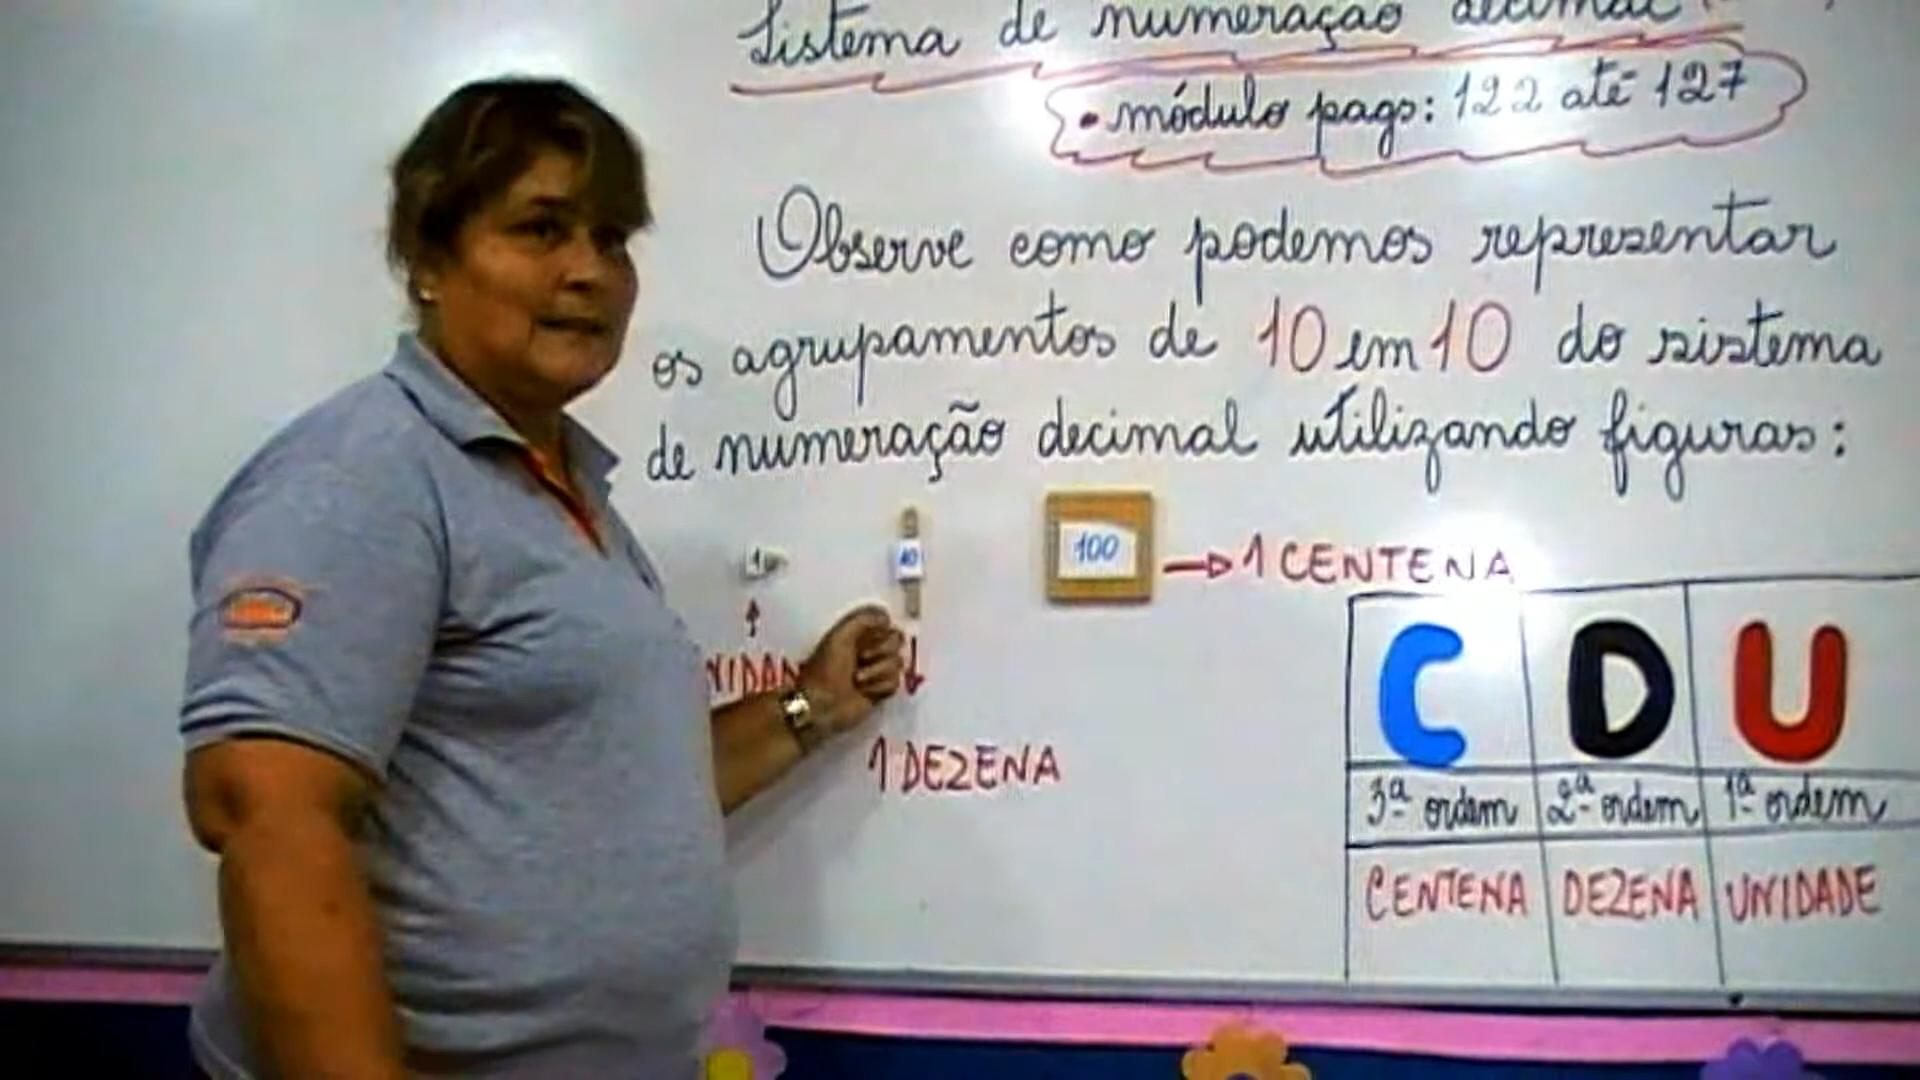 Sistema de numeração decimal
• módulo pags: 122 até 127
Observe como podemos representar
os agrupamentos de 10 em 10 do sistema
de numeração decimal utilizando figuras:
1
10
100 → 1 CENTENA
1 DEZENA
C D U
3ª ordem 2ª ordem 1ª ordem
CENTENA DEZENA UNIDADE